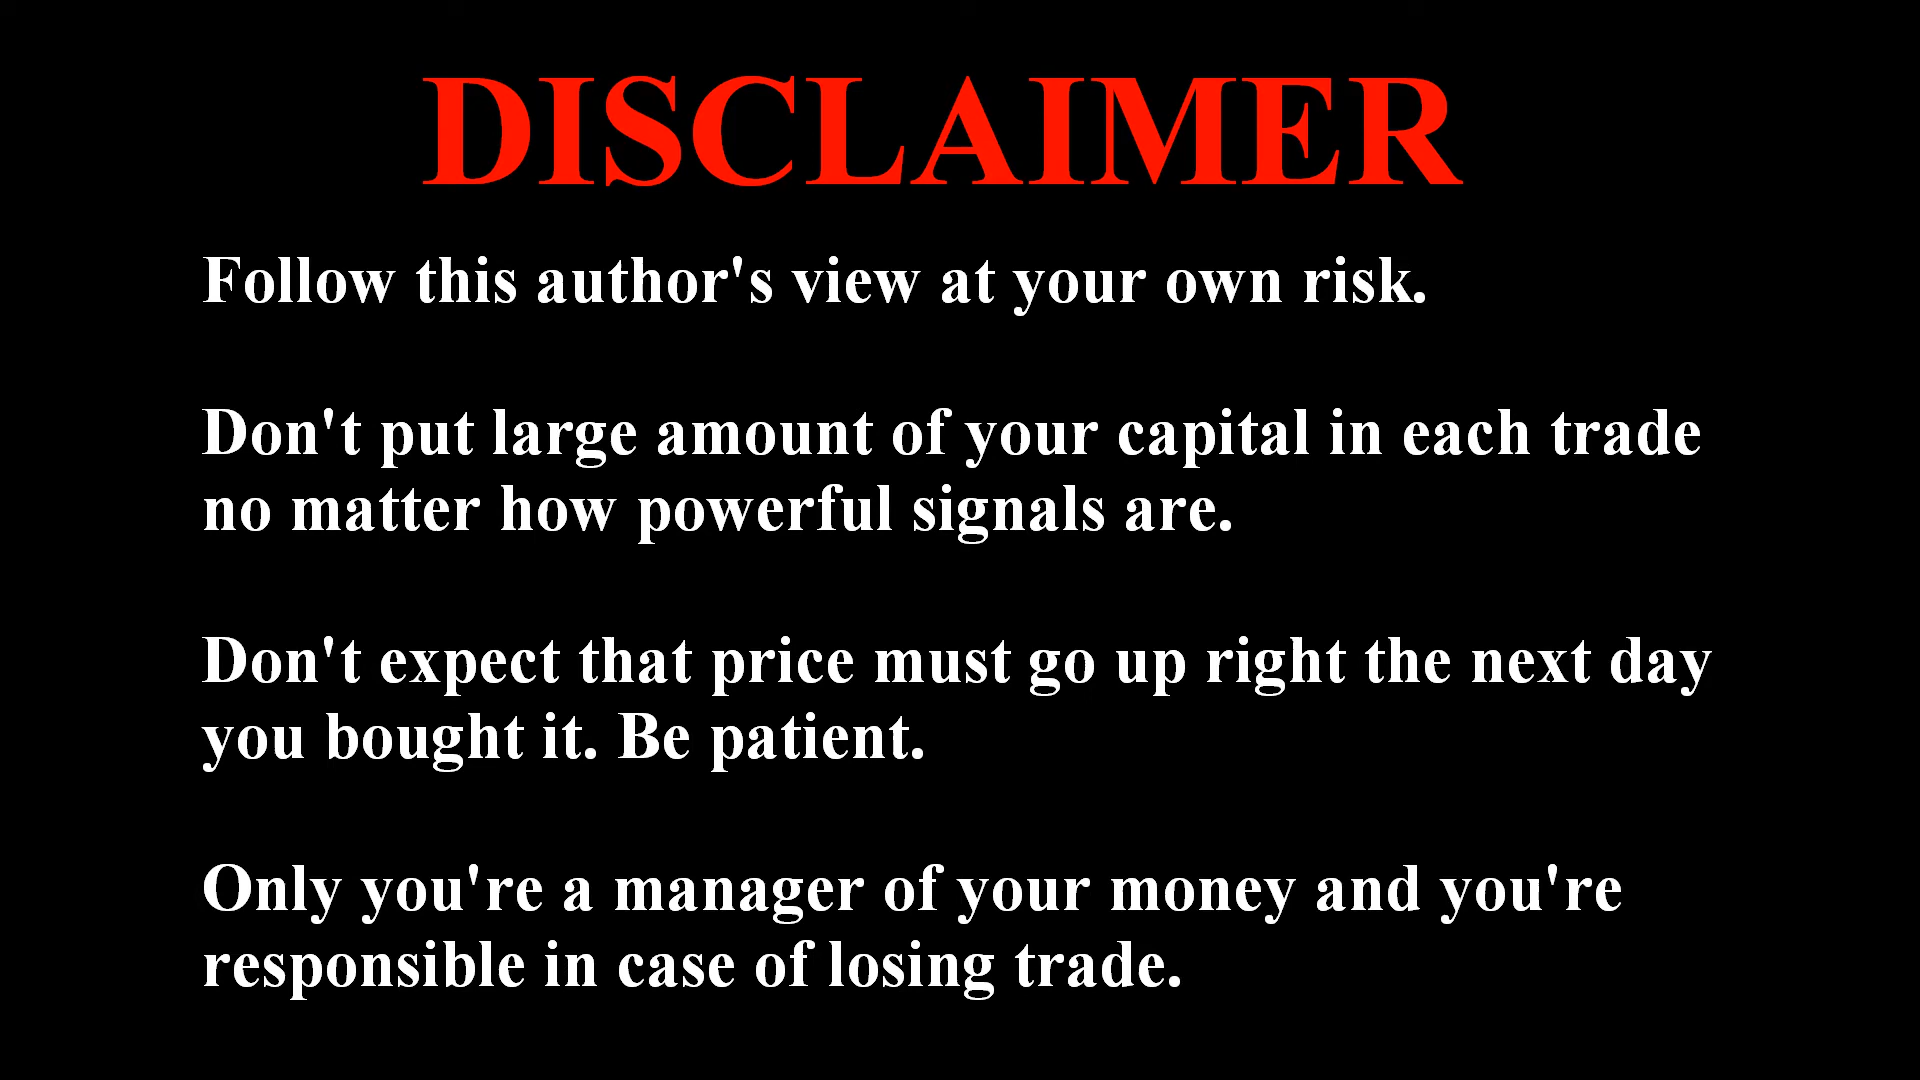 DISCLAIMER
Follow this author's view at your own risk.
Don't put large amount of your capital in each trade
no matter how powerful signals are.
Don't expect that price must go up right the next day
you bought it. Be patient.
Only you're a manager of your money and you're
responsible in case of losing trade.